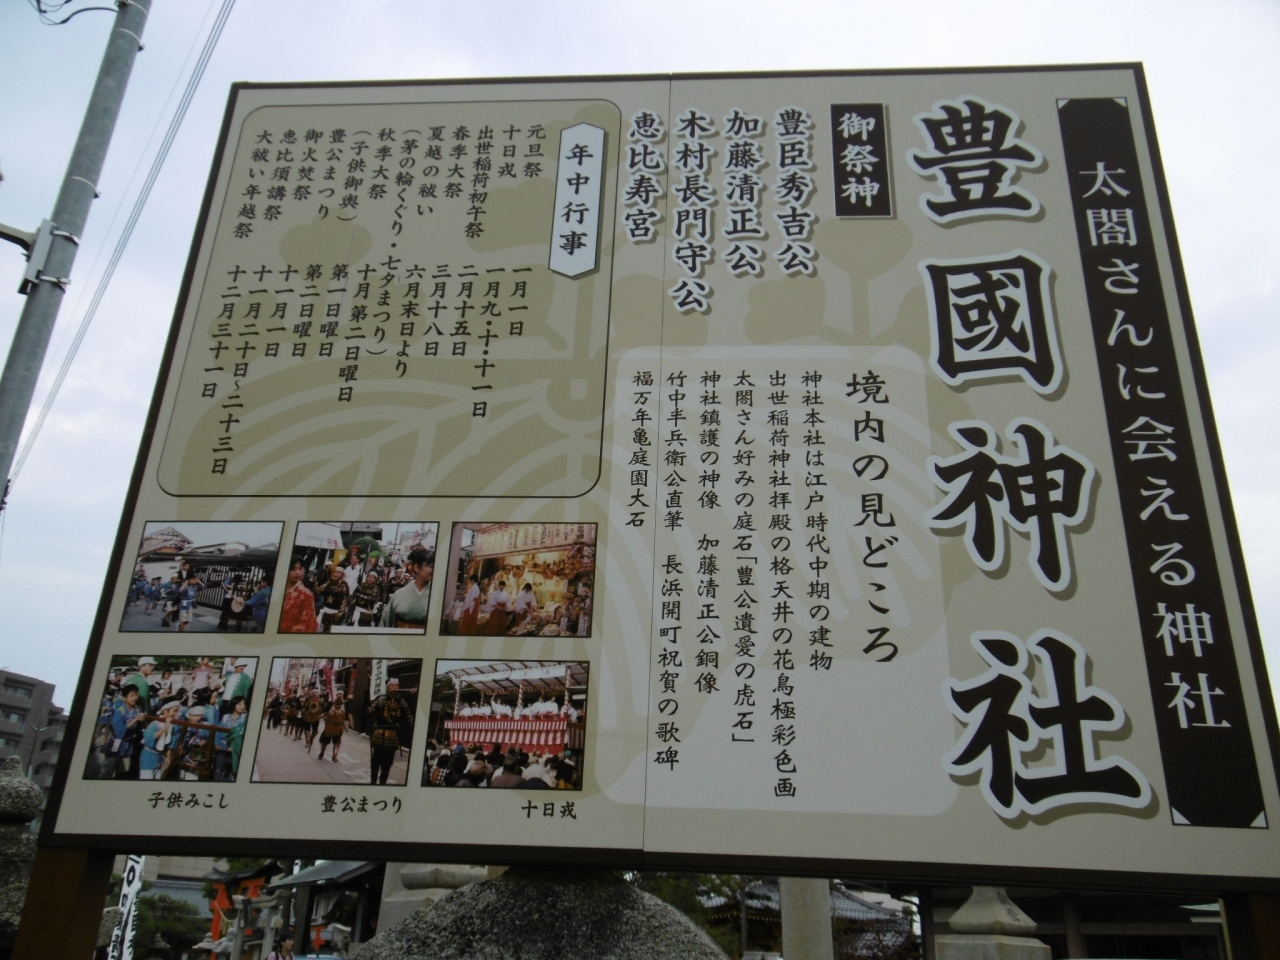 太閤さんに会える神社
豊國神社
御祭神
豊臣秀吉公
加藤清正公
木村長門守公
恵比寿宮
境内の見どころ
神社本社は江戸時代中期の建物
出世稲荷神社拝殿の格天井の花鳥極彩色画
太閤さん好みの庭石「豊公遺愛の虎石」
神社鎮護の神像 加藤清正公銅像
竹中半兵衛公直筆 長浜開町祝賀の歌碑
福万年亀庭園大石
年中行事
元旦祭 一月一日
十日戎 一月九・十・十一日
出世稲荷初午祭 二月十五日
春季大祭 三月十八日
夏越の祓い 六月末日より
(茅の輪くぐり・七夕まつり)
秋季大祭 十月第二日曜日
(子供御輿) 第一日曜日
豊公まつり 第二日曜日
御火焚祭 十一月一日
恵比須講祭 十一月二十日～二十三日
大祓い年越祭 十二月三十一日
子供みこし
豊公まつり
十日戎